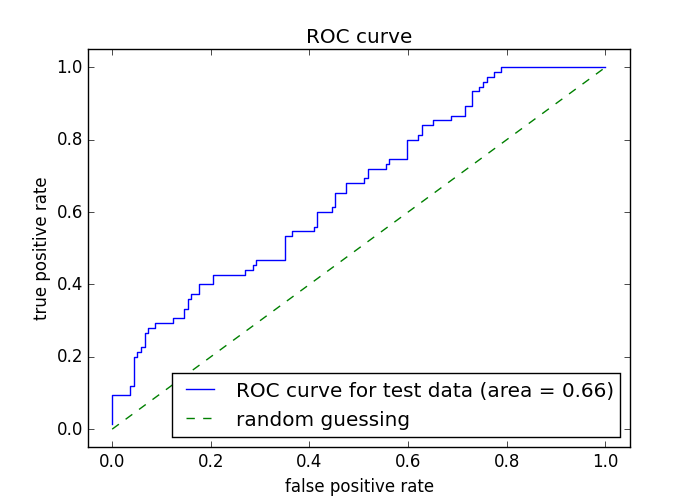 ROC curve
1.0
0.8
0.6
0.4
0.2
0.0
true positive rate
ROC curve for test data (area = 0.66)
random guessing
0.0 0.2 0.4 0.6 0.8 1.0
false positive rate